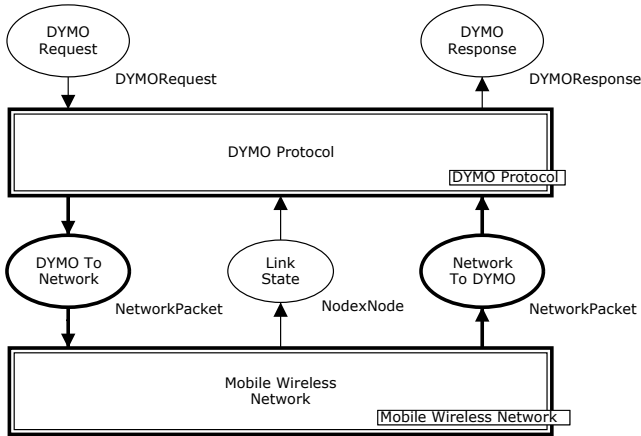 DYMO
Request
DYMO
Response
DYMORequest
DYMOResponse
DYMO Protocol
DYMO Protocol
DYMO To
Network
Link
State
Network
To DYMO
NetworkPacket
NodexNode
NetworkPacket
Mobile Wireless
Network
Mobile Wireless Network